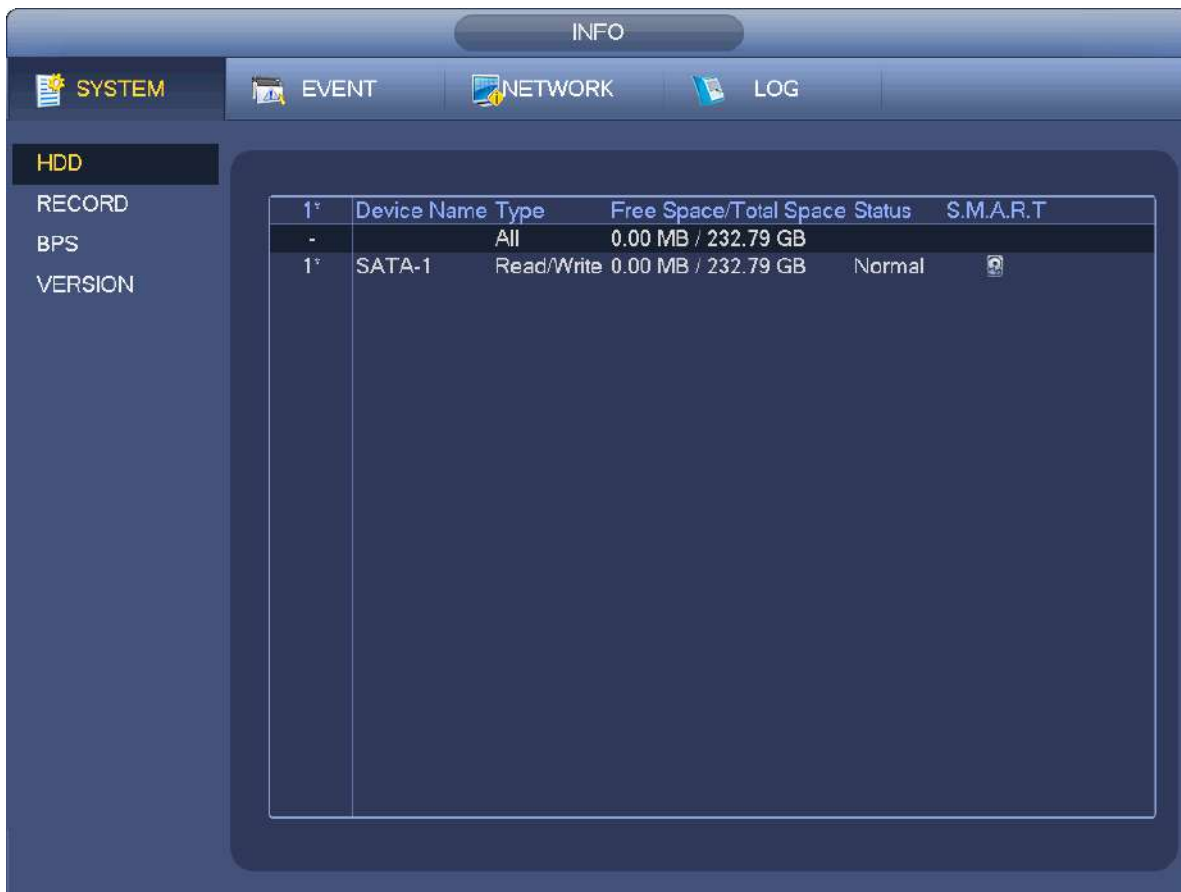 INFO
SYSTEM EVENT NETWORK LOG
HDD
RECORD
BPS
VERSION
1* Device Name Type Free Space/Total Space Status S.M.A.R.T
- All 0.00 MB / 232.79 GB
1* SATA-1 Read/Write 0.00 MB / 232.79 GB Normal